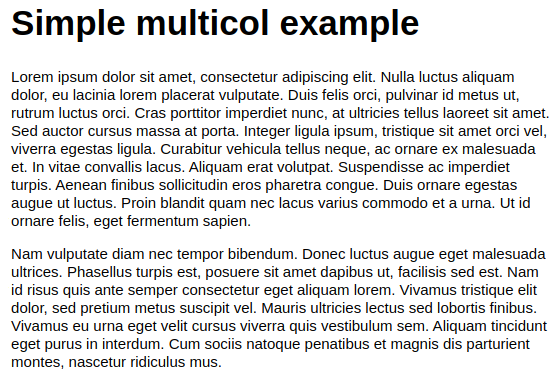 Simple multicol example
Lorem ipsum dolor sit amet, consectetur adipiscing elit. Nulla luctus aliquam
dolor, eu lacinia lorem placerat vulputate. Duis felis orci, pulvinar id metus ut,
rutrum luctus orci. Cras porttitor imperdiet nunc, at ultricies tellus laoreet sit amet.
Sed auctor cursus massa at porta. Integer ligula ipsum, tristique sit amet orci vel,
viverra egestas ligula. Curabitur vehicula tellus neque, ac ornare ex malesuada
et. In vitae convallis lacus. Aliquam erat volutpat. Suspendisse ac imperdiet
turpis. Aenean finibus sollicitudin eros pharetra congue. Duis ornare egestas
augue ut luctus. Proin blandit quam nec lacus varius commodo et a urna. Ut id
ornare felis, eget fermentum sapien.
Nam vulputate diam nec tempor bibendum. Donec luctus augue eget malesuada
ultrices. Phasellus turpis est, posuere sit amet dapibus ut, facilisis sed est. Nam
id risus quis ante semper consectetur eget aliquam lorem. Vivamus tristique elit
dolor, sed pretium metus suscipit vel. Mauris ultricies lectus sed lobortis finibus.
Vivamus eu urna eget velit cursus viverra quis vestibulum sem. Aliquam tincidunt
eget purus in interdum. Cum sociis natoque penatibus et magnis dis parturient
montes, nascetur ridiculus mus.